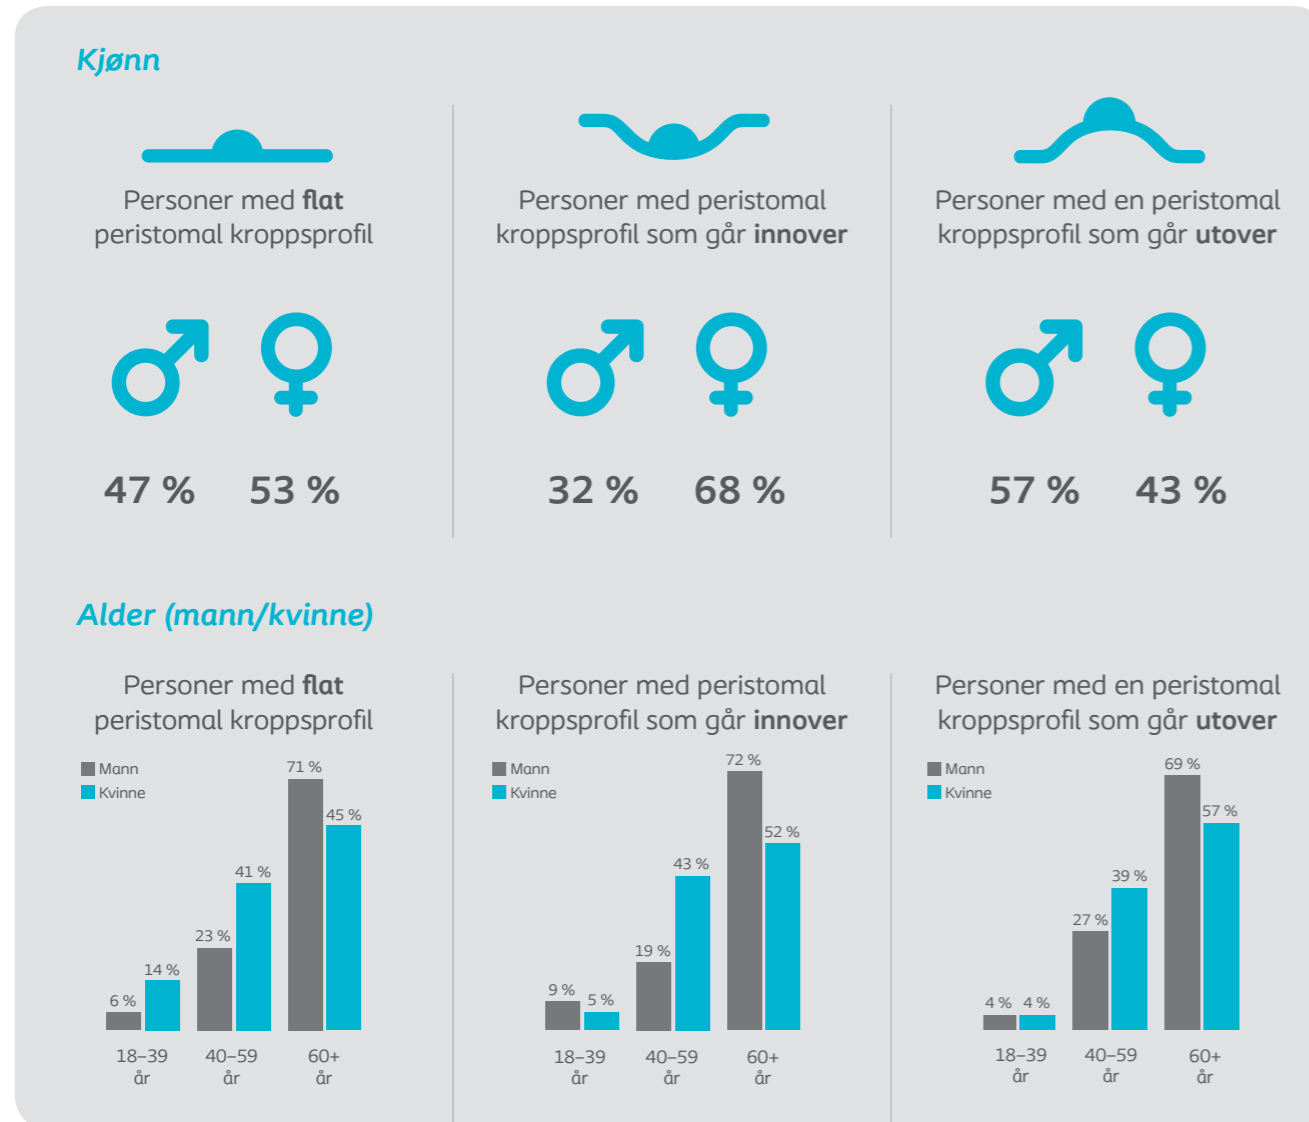 Kjønn
Personer med flat
peristomal kroppsprofil
Personer med peristomal
kroppsprofil som går innover
Personer med en peristomal
kroppsprofil som går utover
47 % 53 %
32 % 68 %
57 % 43 %
Alder (mann/kvinne)
Personer med flat
peristomal kroppsprofil
Mann
Kvinne
6 %
14 %
23 %
41 %
71 %
45 %
18–39
år
40–59
år
60+
år
Personer med peristomal
kroppsprofil som går innover
Mann
Kvinne
9 %
5 %
19 %
43 %
72 %
52 %
18–39
år
40–59
år
60+
år
Personer med en peristomal
kroppsprofil som går utover
Mann
Kvinne
4 %
4 %
27 %
39 %
69 %
57 %
18–39
år
40–59
år
60+
år